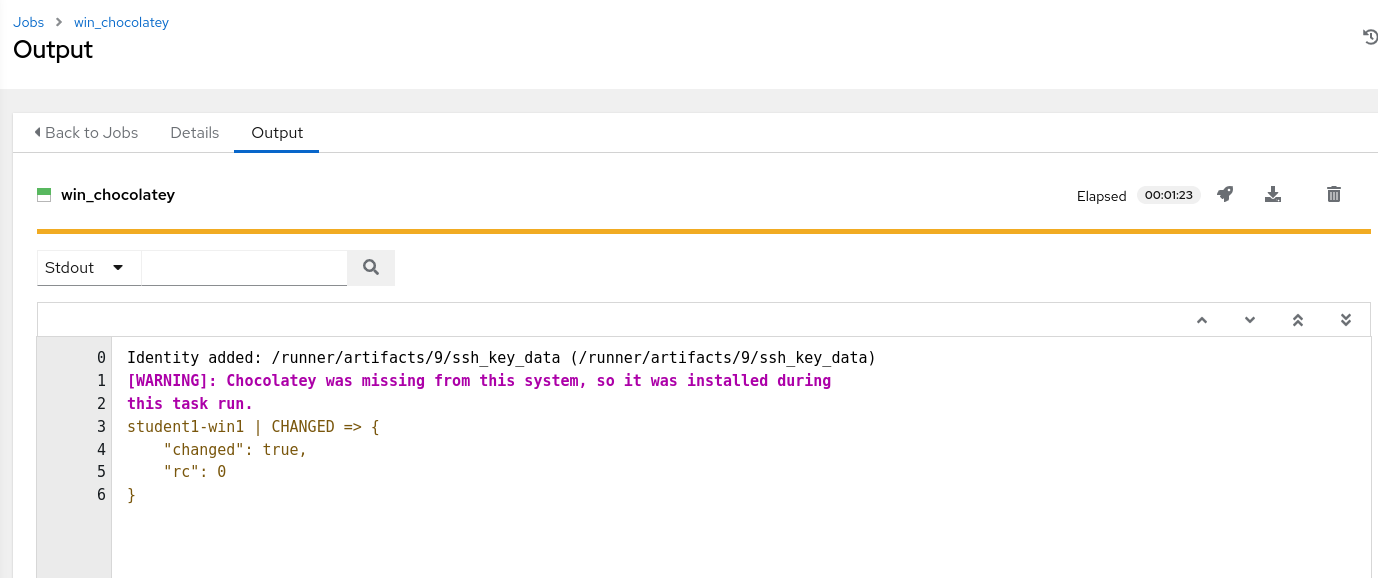 Jobs > win_chocolatey
Output
Back to Jobs Details Output
win_chocolatey Elapsed 00:01:23
Stdout
0 Identity added: /runner/artifacts/9/ssh_key_data (/runner/artifacts/9/ssh_key_data)
1 [WARNING]: Chocolatey was missing from this system, so it was installed during
2 this task run.
3 student1-win1 | CHANGED => {
4 "changed": true,
5 "rc": 0
6 }